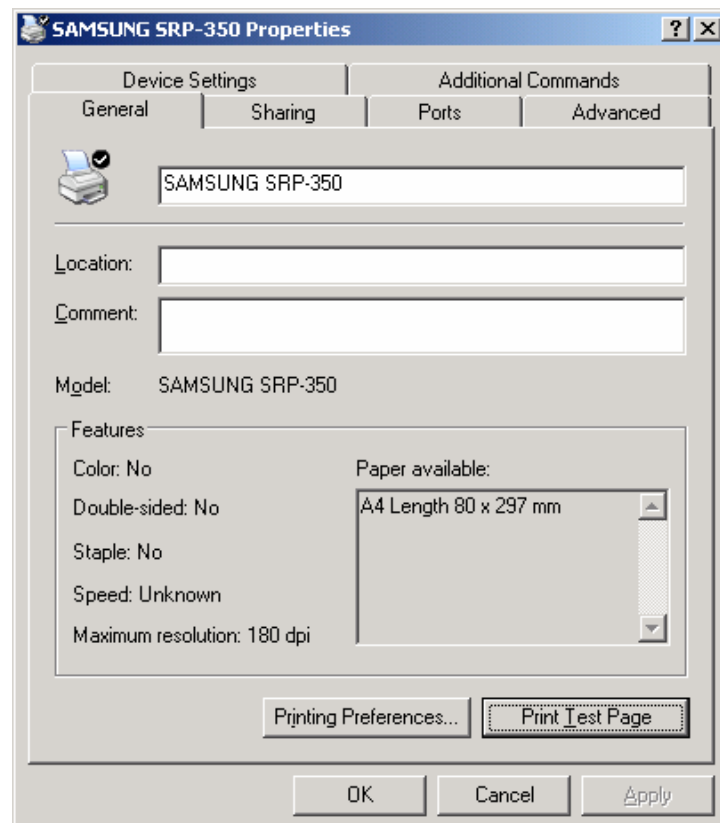 SAMSUNG SRP-350 Properties
Device Settings Additional Commands
General Sharing Ports Advanced
SAMSUNG SRP-350
Location:
Comment:
Model: SAMSUNG SRP-350
Features
Color: No Paper available:
Double-sided: No A4 Length 80 x 297 mm
Staple: No
Speed: Unknown
Maximum resolution: 180 dpi
Printing Preferences... Print Test Page
OK Cancel Apply